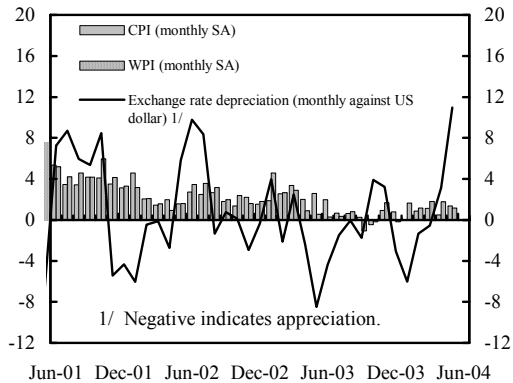 20 20
CPI (monthly SA)
16 16
WPI (monthly SA)
12 12
Exchange rate depreciation (monthly against US
dollar) 1/
8 8
4 4
0 0
-4 -4
-8 -8
1/ Negative indicates appreciation.
-12 -12
Jun-01 Dec-01 Jun-02 Dec-02 Jun-03 Dec-03 Jun-04